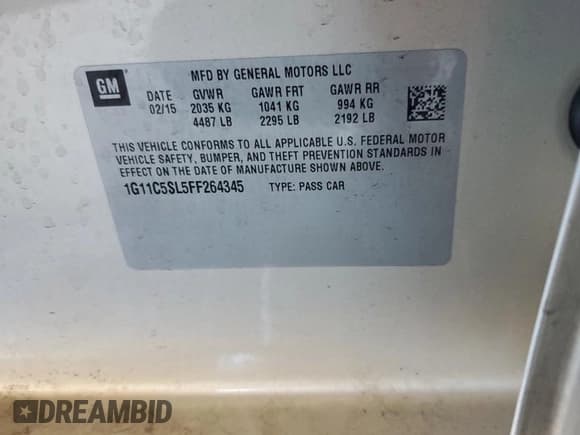 GM
MFD BY GENERAL MOTORS LLC
DATE GVWR GAWR FRT GAWR RR
02/15 2035 KG 1041 KG 994 KG
4487 LB 2295 LB 2192 LB
THIS VEHICLE CONFORMS TO ALL APPLICABLE U.S. FEDERAL MOTOR
VEHICLE SAFETY, BUMPER, AND THEFT PREVENTION STANDARDS IN
EFFECT ON THE DATE OF MANUFACTURE SHOWN ABOVE.
1G11C5SL5FF264345 TYPE: PASS CAR
DREAMBID